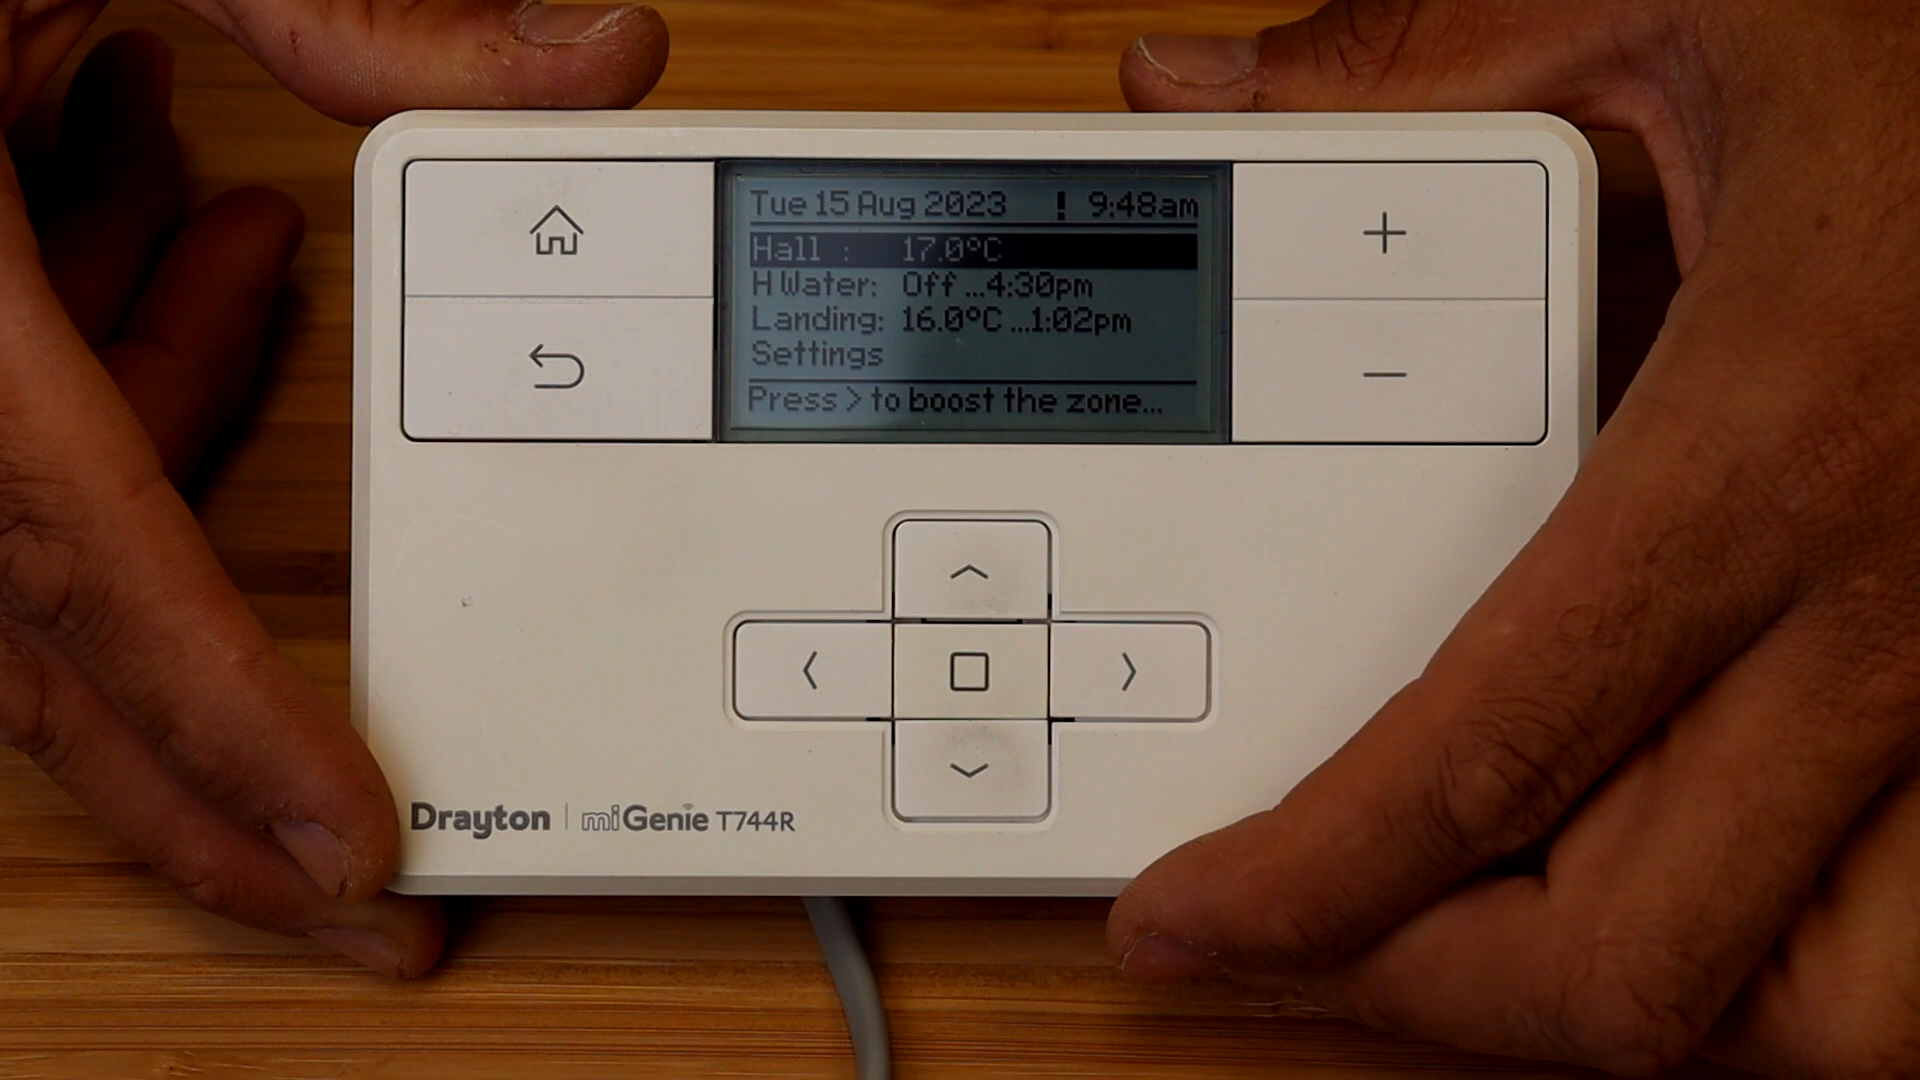 Tue 15 Aug 2023 ! 9:48am
Hall : 17.0°C
H Water: Off ...4:30pm
Landing: 16.0°C ...1:02pm
Settings
Press > to boost the zone...
Drayton | miGenie T744R